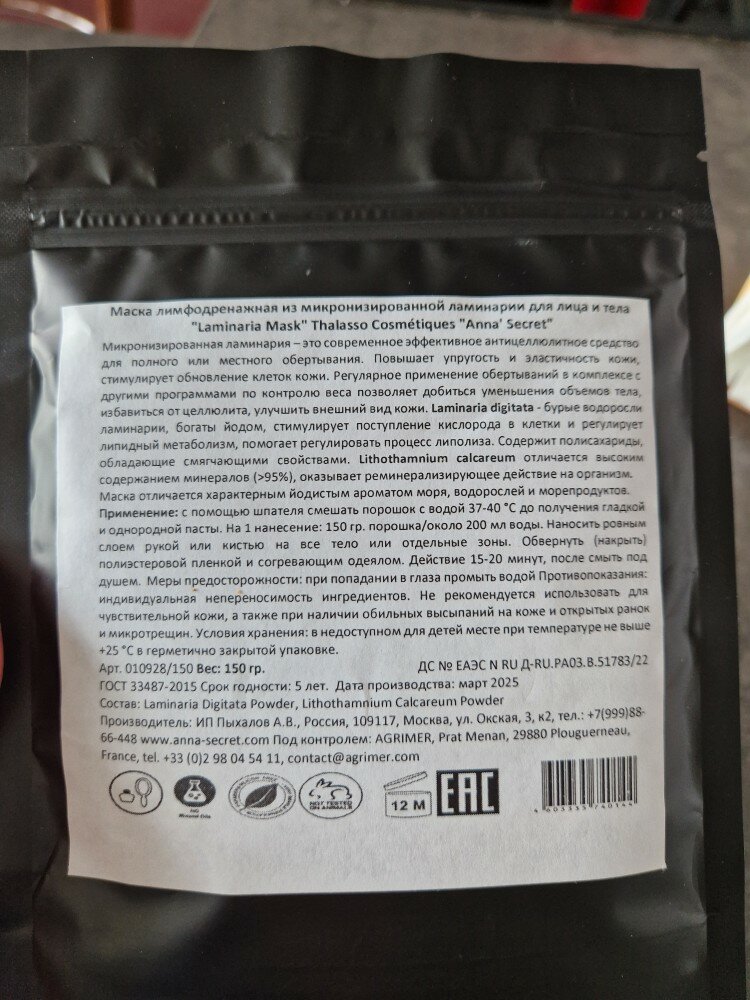 Маска лимфодренажная из микронизированной ламинарии для лица и тела
"Laminaria Mask" Thalasso Cosmétiques "Anna' Secret"
Микронизированная ламинария – это современное эффективное антицеллюлитное средство
для полного или местного обертывания. Повышает упругость и эластичность кожи,
стимулирует обновление клеток кожи. Регулярное применение обертываний в комплексе с
другими программами по контролю веса позволяет добиться уменьшения объемов тела,
избавиться от целлюлита, улучшить внешний вид кожи. Laminaria digitata - бурые водоросли
ламинарии, богаты йодом, стимулирует поступление кислорода в клетки и регулирует
липидный метаболизм, помогает регулировать процесс липолиза. Содержит полисахариды,
обладающие смягчающими свойствами. Lithothamnium calcareum отличается высоким
содержанием минералов (>95%), оказывает реминерализирующее действие на организм.
Маска отличается характерным йодистым ароматом моря, водорослей и морепродуктов.
Применение: с помощью шпателя смешать порошок с водой 37-40 °С до получения гладкой
и однородной пасты. На 1 нанесение: 150 гр. порошка/около 200 мл воды. Наносить ровным
слоем рукой или кистью на все тело или отдельные зоны. Обвернуть (накрыть)
полиэстеровой пленкой и согревающим одеялом. Действие 15-20 минут, после смыть под
душем. Меры предосторожности: при попадании в глаза промыть водой Противопоказания:
индивидуальная непереносимость ингредиентов. Не рекомендуется использовать для
чувствительной кожи, а также при наличии обильных высыпаний на коже и открытых ранок
и микротрещин. Условия хранения: в недоступном для детей месте при температуре не выше
+25 °С в герметично закрытой упаковке.
Арт. 010928/150 Вес: 150 гр. ДС № ЕАЭС N RU Д-RU.РА03.В.51783/22
ГОСТ 33487-2015 Срок годности: 5 лет. Дата производства: март 2025
Состав: Laminaria Digitata Powder, Lithothamnium Calcareum Powder
Производитель: ИП Пыхалов А.В., Россия, 109117, Москва, ул. Окская, 3, к2, тел.: +7(999)88-
66-448 www.anna-secret.com Под контролем: AGRIMER, Prat Menan, 29880 Plouguerneau,
France, tel. +33 (0)2 98 04 54 11, contact@agrimer.com
NOT TESTED
ON ANIMALS
12 M
EAC
4 603333 740144